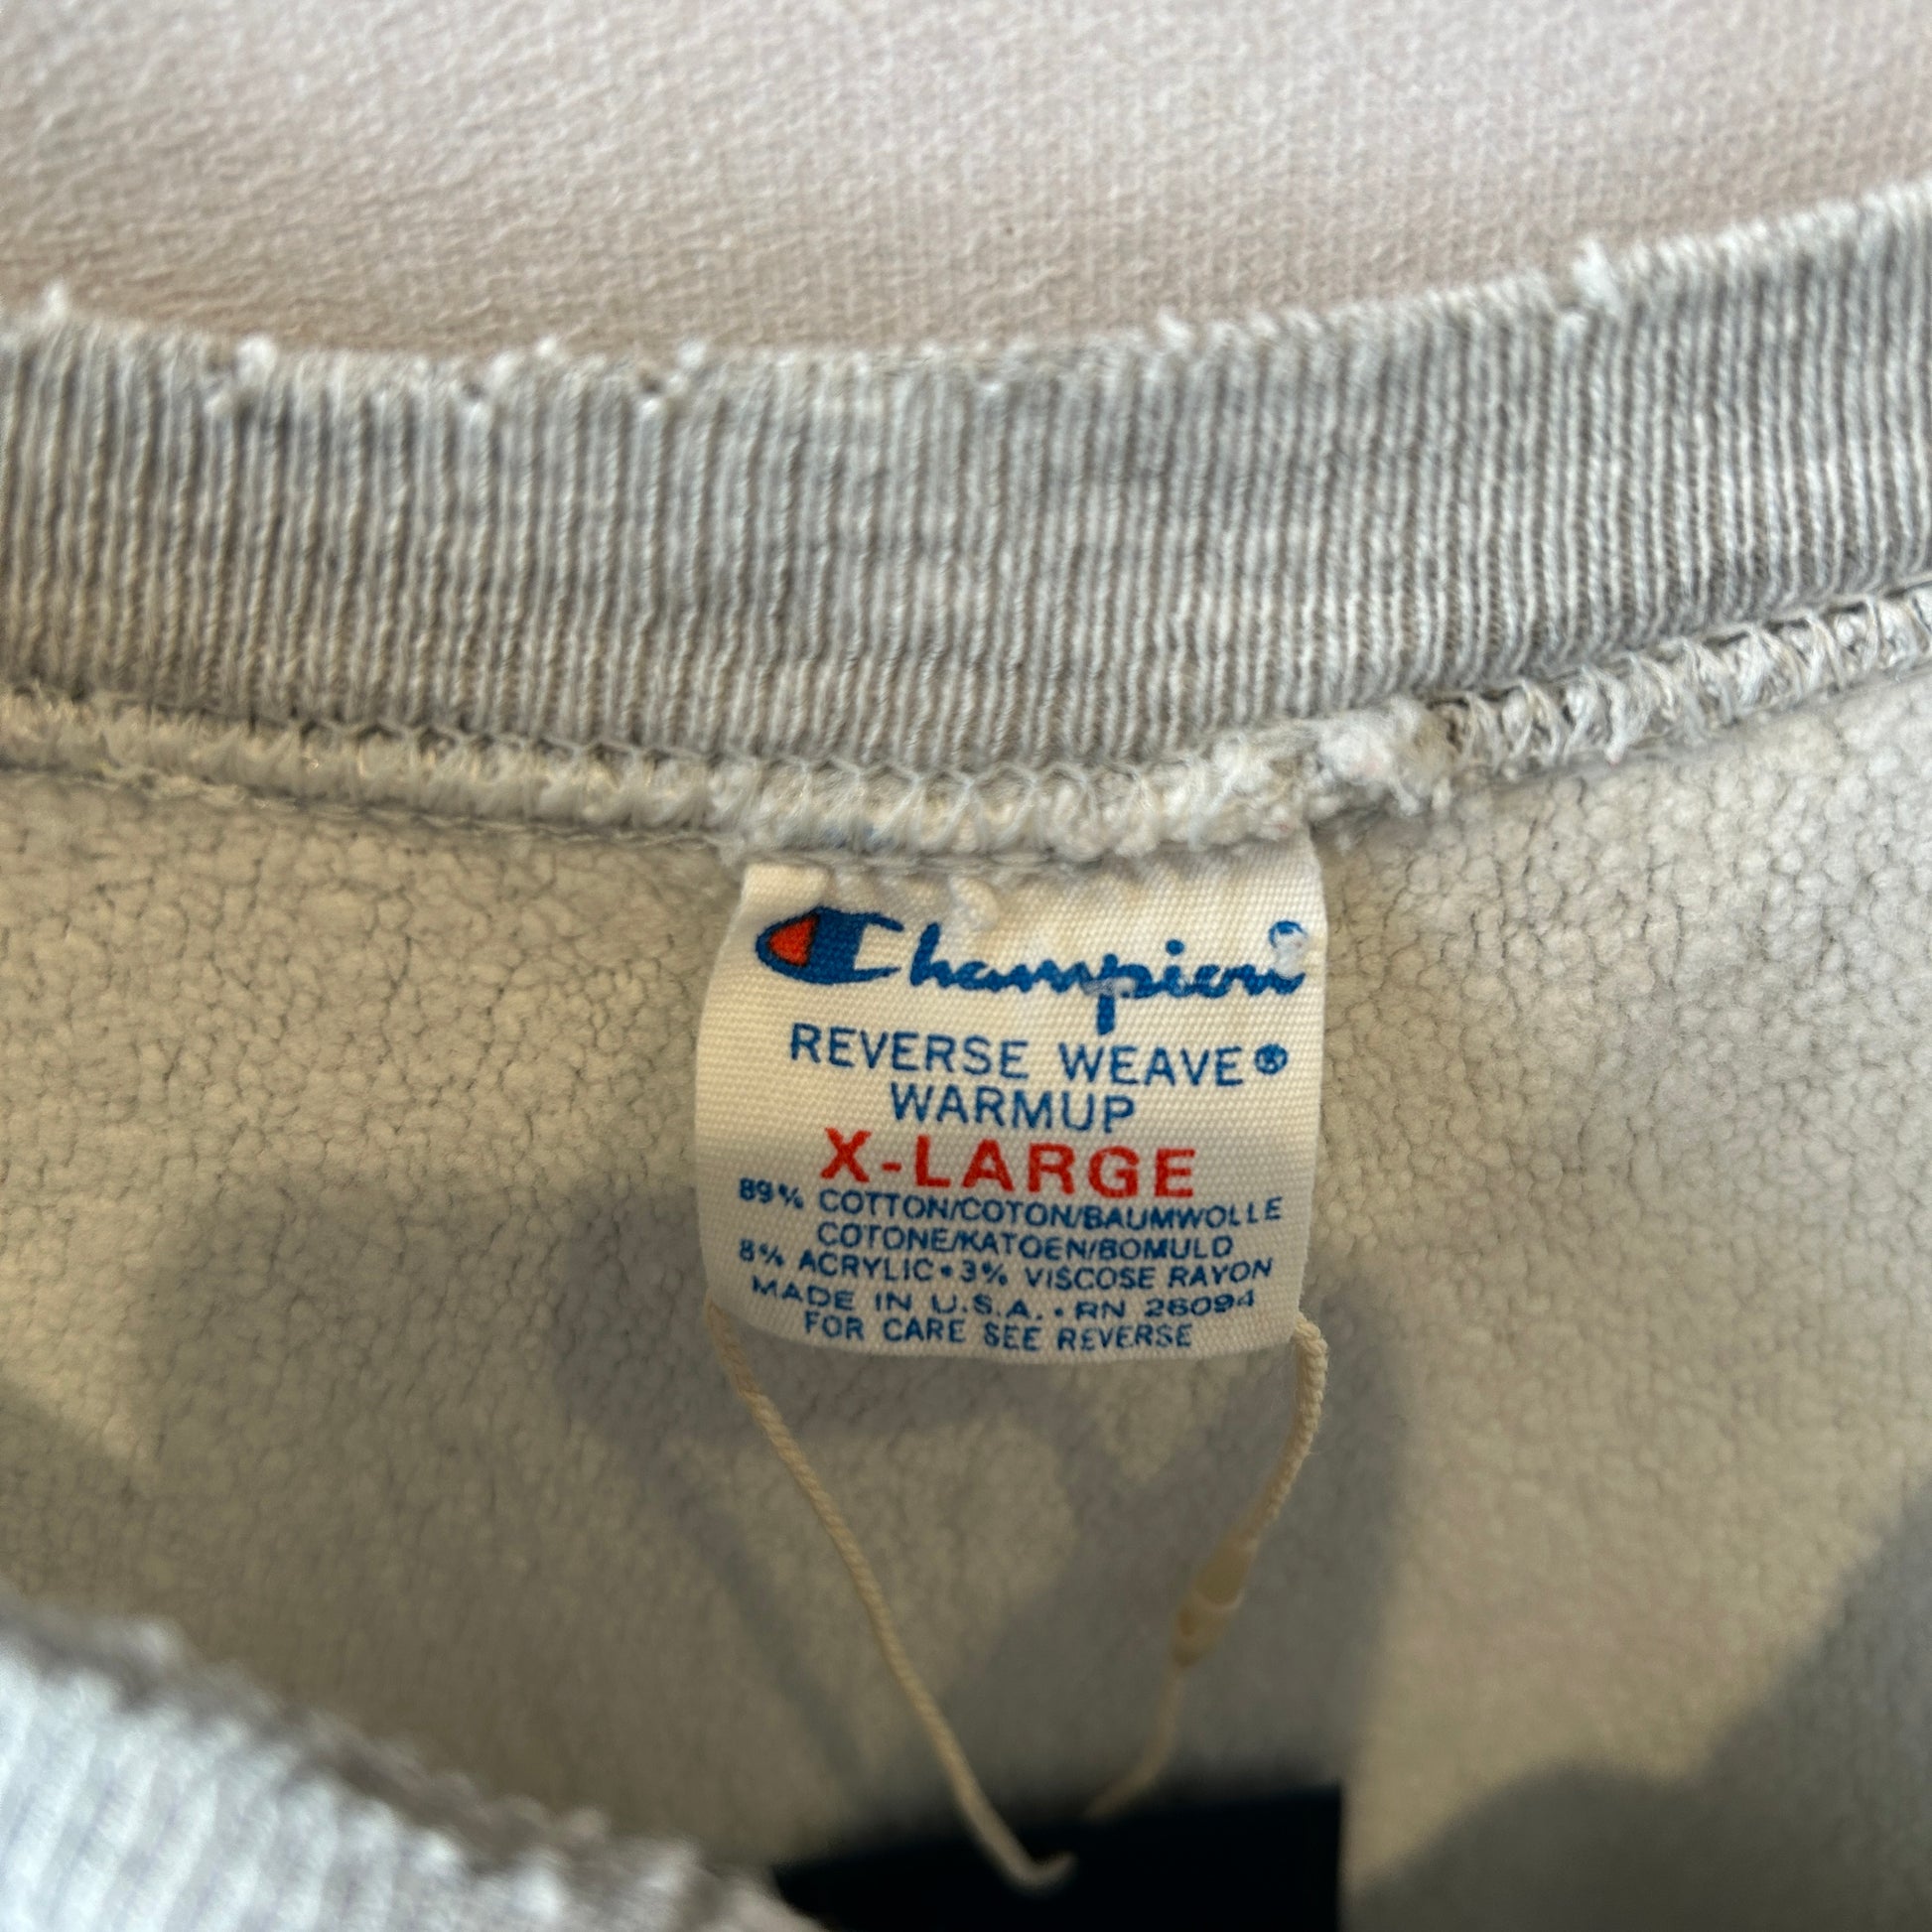 Champion
REVERSE WEAVE®
WARMUP
X-LARGE
89% COTTON/COTON/BAUMWOLLE
COTONE/KATOEN/BOMULD
8% ACRYLIC • 3% VISCOSE RAYON
MADE IN U.S.A. • RN 26094
FOR CARE SEE REVERSE